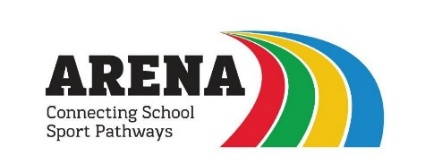 ARENA
Connecting School
Sport Pathways